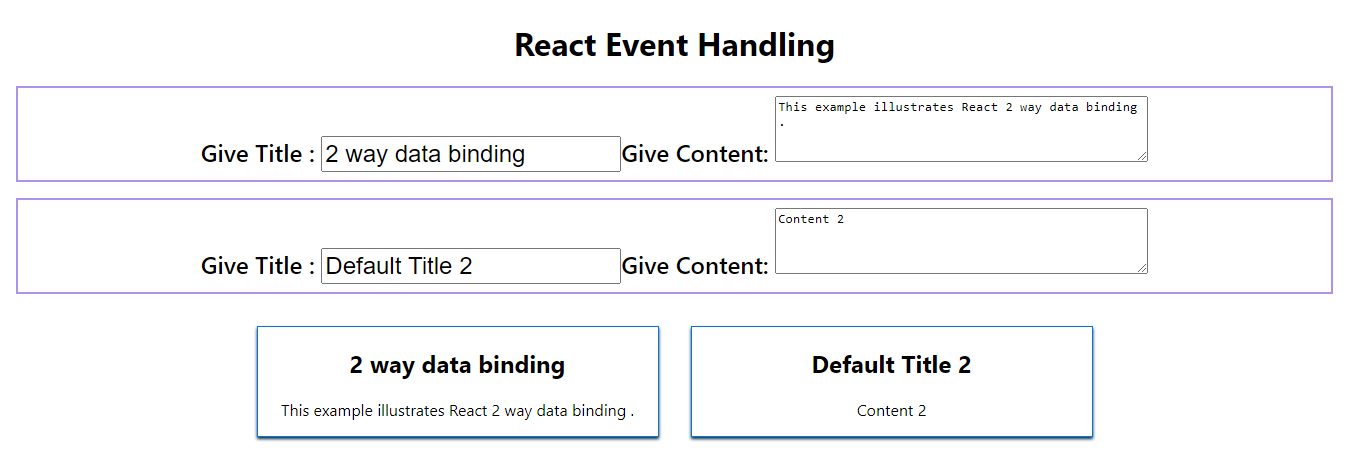 React Event Handling
Give Title : 2 way data binding Give Content: This example illustrates React 2 way data binding
.
Give Title : Default Title 2 Give Content: Content 2
2 way data binding
This example illustrates React 2 way data binding .
Default Title 2
Content 2